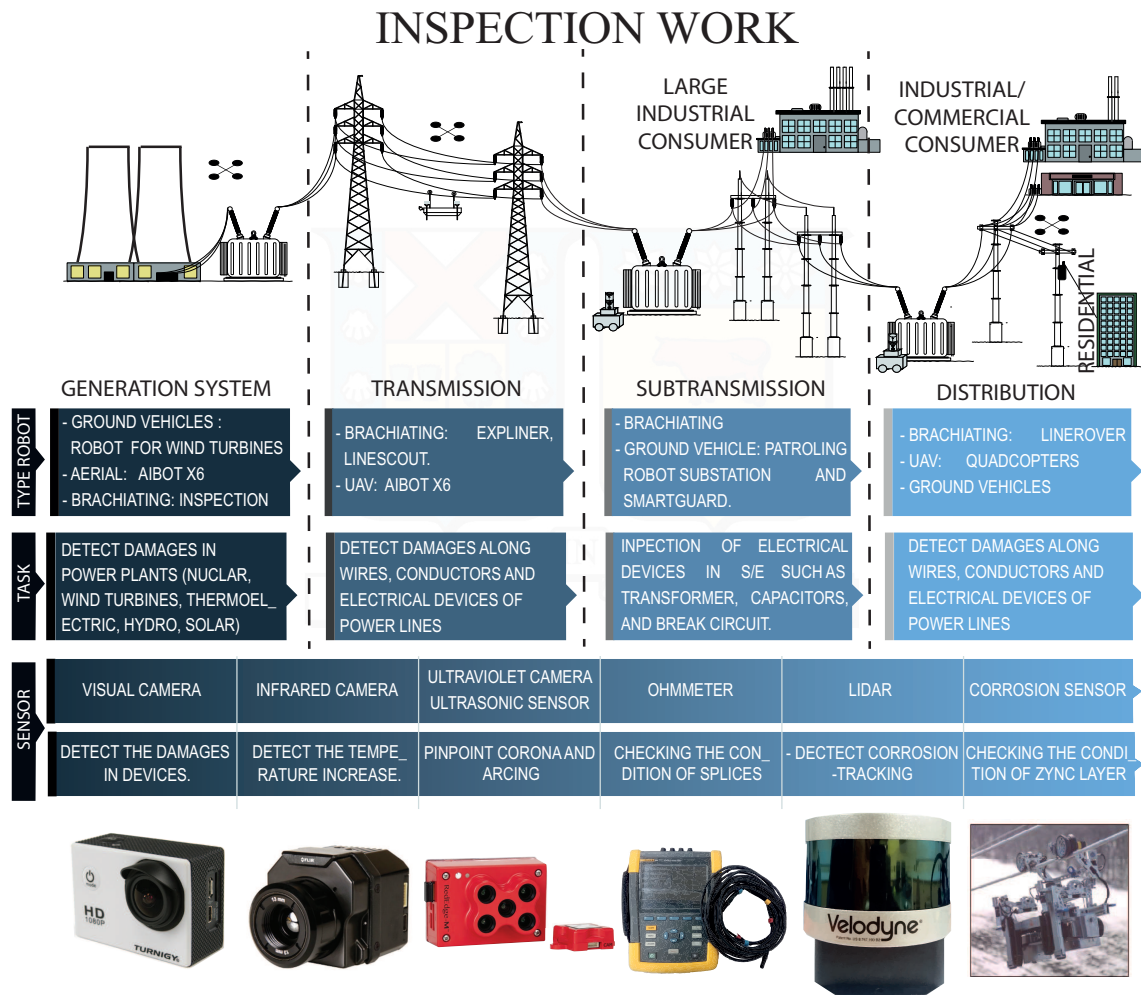 INSPECTION WORK
LARGE
INDUSTRIAL
CONSUMER
INDUSTRIAL/
COMMERCIAL
CONSUMER
RESIDENTIAL
GENERATION SYSTEM
TRANSMISSION
SUBTRANSMISSION
DISTRIBUTION
TYPE ROBOT
- GROUND VEHICLES :
ROBOT FOR WIND TURBINES
- AERIAL: AIBOT X6
- BRACHIATING: INSPECTION
- BRACHIATING: EXPLINER,
LINESCOUT.
- UAV: AIBOT X6
- BRACHIATING
- GROUND VEHICLE: PATROLING
ROBOT SUBSTATION AND
SMARTGUARD.
- BRACHIATING: LINEROVER
- UAV: QUADCOPTERS
- GROUND VEHICLES
TASK
DETECT DAMAGES IN
POWER PLANTS (NUCLAR,
WIND TURBINES, THERMOEL_
ECTRIC, HYDRO, SOLAR)
DETECT DAMAGES ALONG
WIRES, CONDUCTORS AND
ELECTRICAL DEVICES OF
POWER LINES
INPECTION OF ELECTRICAL
DEVICES IN S/E SUCH AS
TRANSFORMER, CAPACITORS,
AND BREAK CIRCUIT.
DETECT DAMAGES ALONG
WIRES, CONDUCTORS AND
ELECTRICAL DEVICES OF
POWER LINES
SENSOR
VISUAL CAMERA
INFRARED CAMERA
ULTRAVIOLET CAMERA
ULTRASONIC SENSOR
OHMMETER
LIDAR
CORROSION SENSOR
DETECT THE DAMAGES
IN DEVICES.
DETECT THE TEMPE_
RATURE INCREASE.
PINPOINT CORONA AND
ARCING
CHECKING THE CON_
DITION OF SPLICES
- DECTECT CORROSION
-TRACKING
CHECKING THE CONDI_
TION OF ZYNC LAYER
HD
1080P
TURNIGY
FLIR
13 mm
RedEdge-M
Velodyne